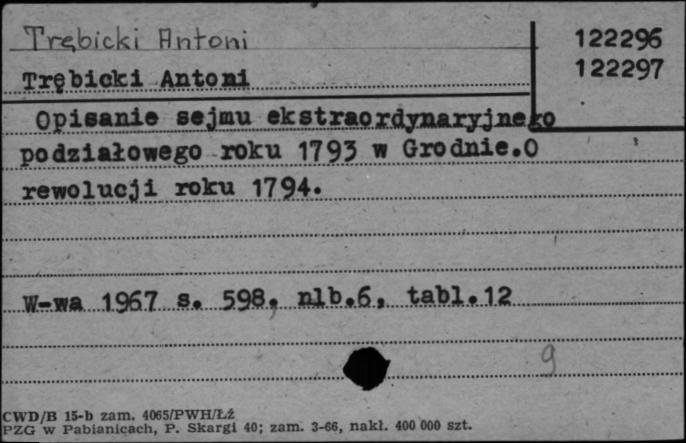 Trębicki Antoni
122296
Trębicki Antoni
122297
Opisanie sejmu ekstraordynaryjnego
podziałowego roku 1793 w Grodnie.O
rewolucji roku 1794.
W-wa 1967 s. 598, nlb.6, tabl.12
9
CWD/B 15-b zam. 4065/PWH/ŁŻ
PZG w Pabianicach, P. Skargi 40; zam. 3-66, nakł. 400 000 szt.